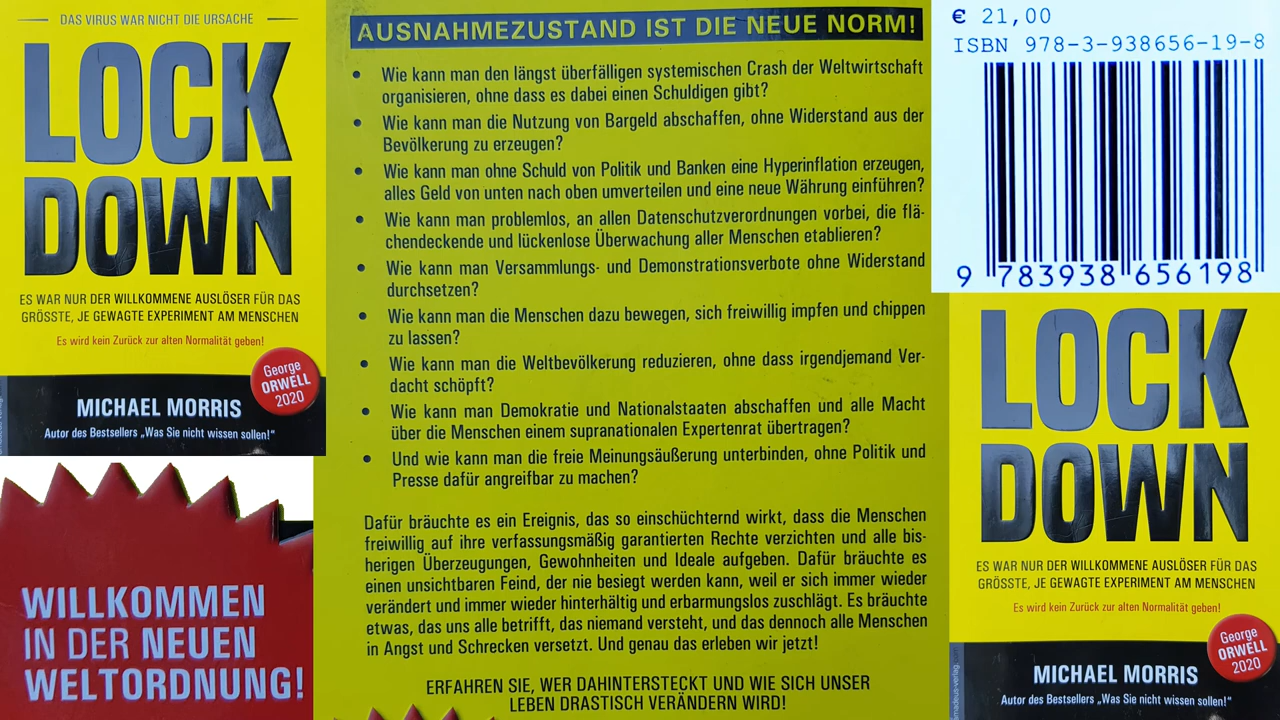 DAS VIRUS WAR NICHT DIE URSACHE
LOCK
DOWN
ES WAR NUR DER WILLKOMMENE AUSLÖSER FÜR DAS
GRÖSSTE, JE GEWAGTE EXPERIMENT AM MENSCHEN
Es wird kein Zurück zur alten Normalität geben!
George
ORWELL
2020
MICHAEL MORRIS
Autor des Bestsellers „Was Sie nicht wissen sollen!“
WILLKOMMEN
IN DER NEUEN
WELTORDNUNG!
AUSNAHMEZUSTAND IST DIE NEUE NORM!
• Wie kann man den längst überfälligen systemischen Crash der Weltwirtschaft
organisieren, ohne dass es dabei einen Schuldigen gibt?
• Wie kann man die Nutzung von Bargeld abschaffen, ohne Widerstand aus der
Bevölkerung zu erzeugen?
• Wie kann man ohne Schuld von Politik und Banken eine Hyperinflation erzeugen,
alles Geld von unten nach oben umverteilen und eine neue Währung einführen?
• Wie kann man problemlos, an allen Datenschutzverordnungen vorbei, die flä-
chendeckende und lückenlose Überwachung aller Menschen etablieren?
• Wie kann man Versammlungs- und Demonstrationsverbote ohne Widerstand
durchsetzen?
• Wie kann man die Menschen dazu bewegen, sich freiwillig impfen und chippen
zu lassen?
• Wie kann man die Weltbevölkerung reduzieren, ohne dass irgendjemand Ver-
dacht schöpft?
• Wie kann man Demokratie und Nationalstaaten abschaffen und alle Macht
über die Menschen einem supranationalen Expertenrat übertragen?
• Und wie kann man die freie Meinungsäußerung unterbinden, ohne Politik und
Presse dafür angreifbar zu machen?
Dafür bräuchte es ein Ereignis, das so einschüchternd wirkt, dass die Menschen
freiwillig auf ihre verfassungsmäßig garantierten Rechte verzichten und alle bis-
herigen Überzeugungen, Gewohnheiten und Ideale aufgeben. Dafür bräuchte es
einen unsichtbaren Feind, der nie besiegt werden kann, weil er sich immer wieder
verändert und immer wieder hinterhältig und erbarmungslos zuschlägt. Es bräuchte
etwas, das uns alle betrifft, das niemand versteht, und das dennoch alle Menschen
in Angst und Schrecken versetzt. Und genau das erleben wir jetzt!
ERFAHREN SIE, WER DAHINTERSTECKT UND WIE SICH UNSER
LEBEN DRASTISCH VERÄNDERN WIRD!
€ 21,00
ISBN 978-3-938656-19-8
9 783938 656198
LOCK
DOWN
ES WAR NUR DER WILLKOMMENE AUSLÖSER FÜR DAS
GRÖSSTE, JE GEWAGTE EXPERIMENT AM MENSCHEN
Es wird kein Zurück zur alten Normalität geben!
George
ORWELL
2020
MICHAEL MORRIS
Autor des Bestsellers „Was Sie nicht wissen sollen!“